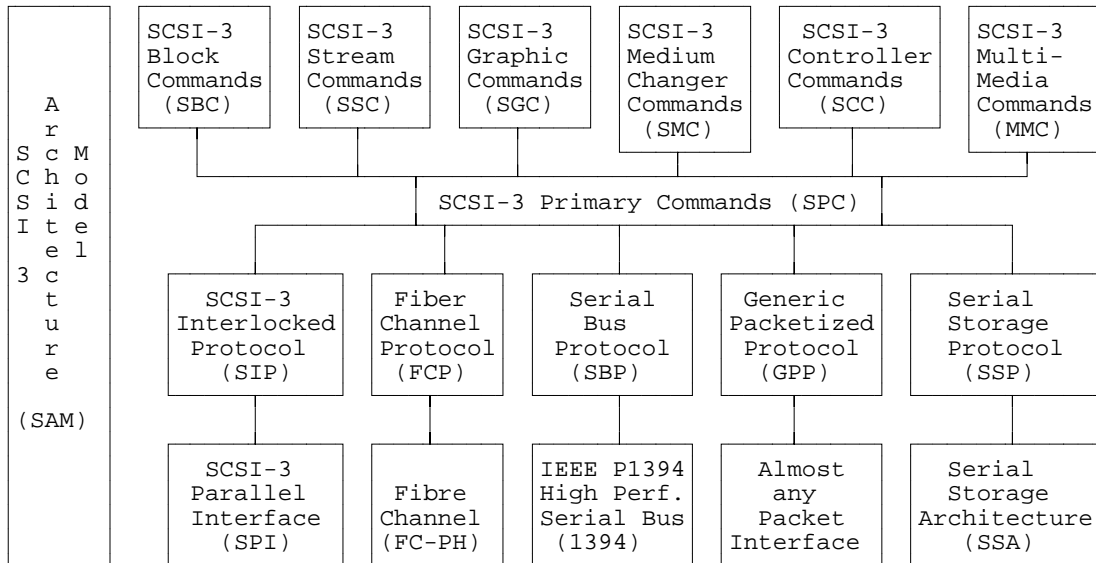 SCSI-3
Block
Commands
(SBC)
SCSI-3
Stream
Commands
(SSC)
SCSI-3
Graphic
Commands
(SGC)
SCSI-3
Medium
Changer
Commands
(SMC)
SCSI-3
Controller
Commands
(SCC)
SCSI-3
Multi-
Media
Commands
(MMC)
SCSI 3
Architecture
Model
(SAM)
SCSI-3 Primary Commands (SPC)
SCSI-3
Interlocked
Protocol
(SIP)
Fiber
Channel
Protocol
(FCP)
Serial
Bus
Protocol
(SBP)
Generic
Packetized
Protocol
(GPP)
Serial
Storage
Protocol
(SSP)
SCSI-3
Parallel
Interface
(SPI)
Fibre
Channel
(FC-PH)
IEEE P1394
High Perf.
Serial Bus
(1394)
Almost
any
Packet
Interface
Serial
Storage
Architecture
(SSA)